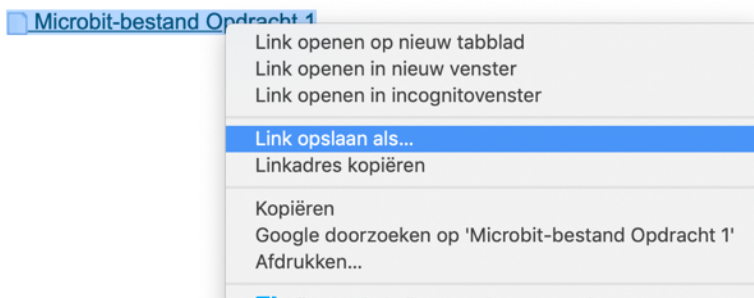 Microbit-bestand Opdracht 1
Link openen op nieuw tabblad
Link openen in nieuw venster
Link openen in incognitovenster
Link opslaan als...
Linkadres kopiëren
Kopiëren
Google doorzoeken op 'Microbit-bestand Opdracht 1'
Afdrukken...